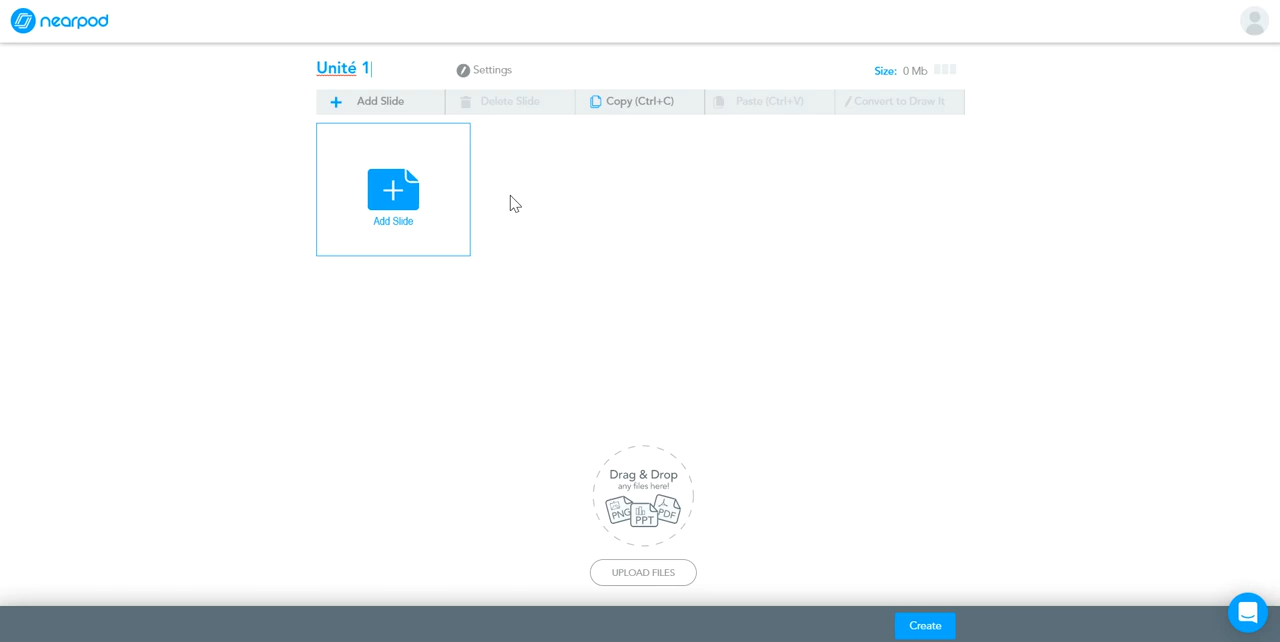 nearpod
Unité 1
Settings
Size: 0 Mb
Add Slide
Delete Slide
Copy (Ctrl+C)
Paste (Ctrl+V)
Convert to Draw It
Add Slide
Drag & Drop
any files here!
PNG
PPT
PDF
UPLOAD FILES
Create